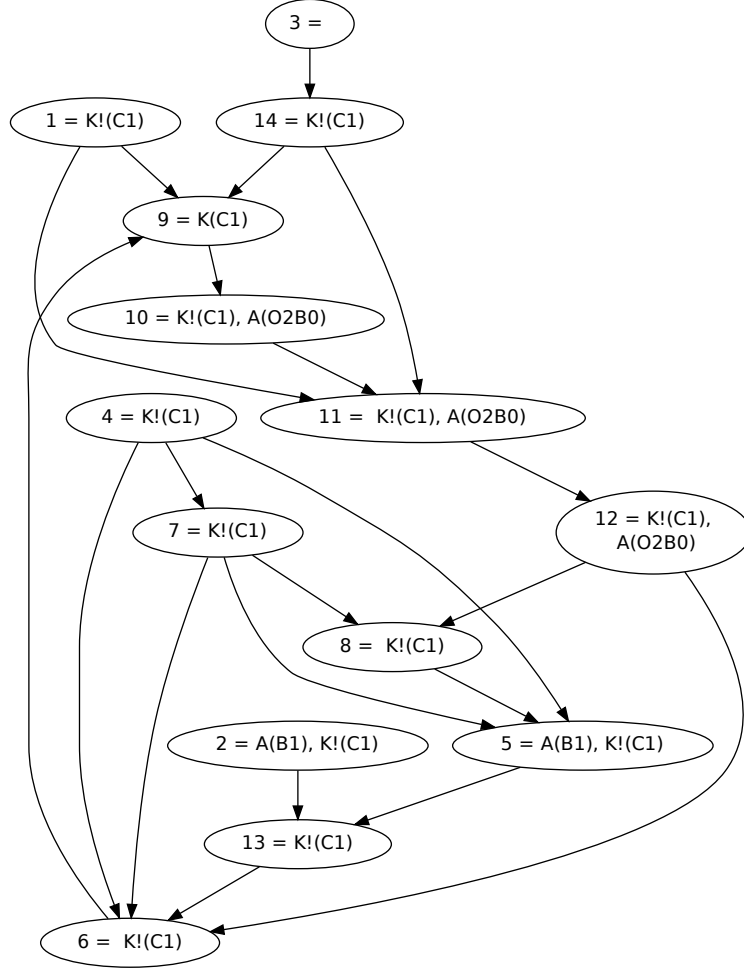 3 =
1 = K!(C1)
14 = K!(C1)
9 = K(C1)
10 = K!(C1), A(O2B0)
4 = K!(C1)
11 =  K!(C1), A(O2B0)
7 = K!(C1)
12 = K!(C1),
A(O2B0)
8 =  K!(C1)
2 = A(B1), K!(C1)
5 = A(B1), K!(C1)
13 = K!(C1)
6 =  K!(C1)